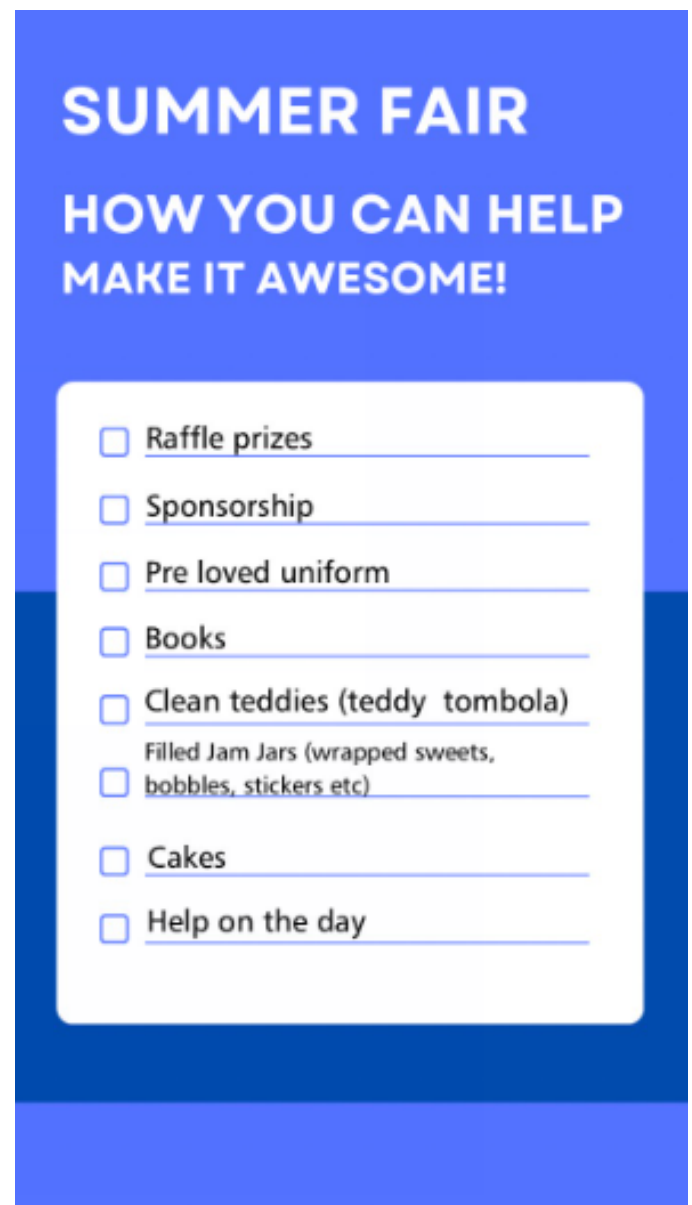 SUMMER FAIR
HOW YOU CAN HELP
MAKE IT AWESOME!
Raffle prizes
Sponsorship
Pre loved uniform
Books
Clean teddies (teddy tombola)
Filled Jam Jars (wrapped sweets,
bobbles, stickers etc)
Cakes
Help on the day